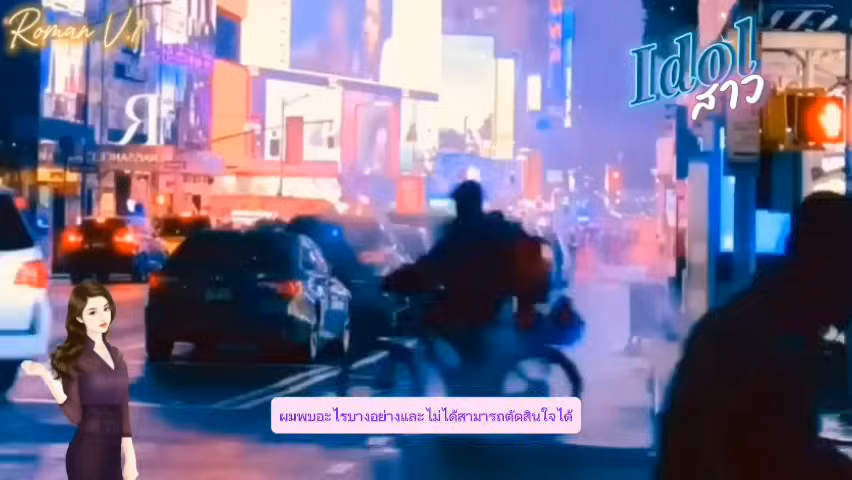 Roman V.1
Idol
สาว
R
RENAISSANCE
ผมพบอะไรบางอย่างและไม่ได้สามารถตัดสินใจได้